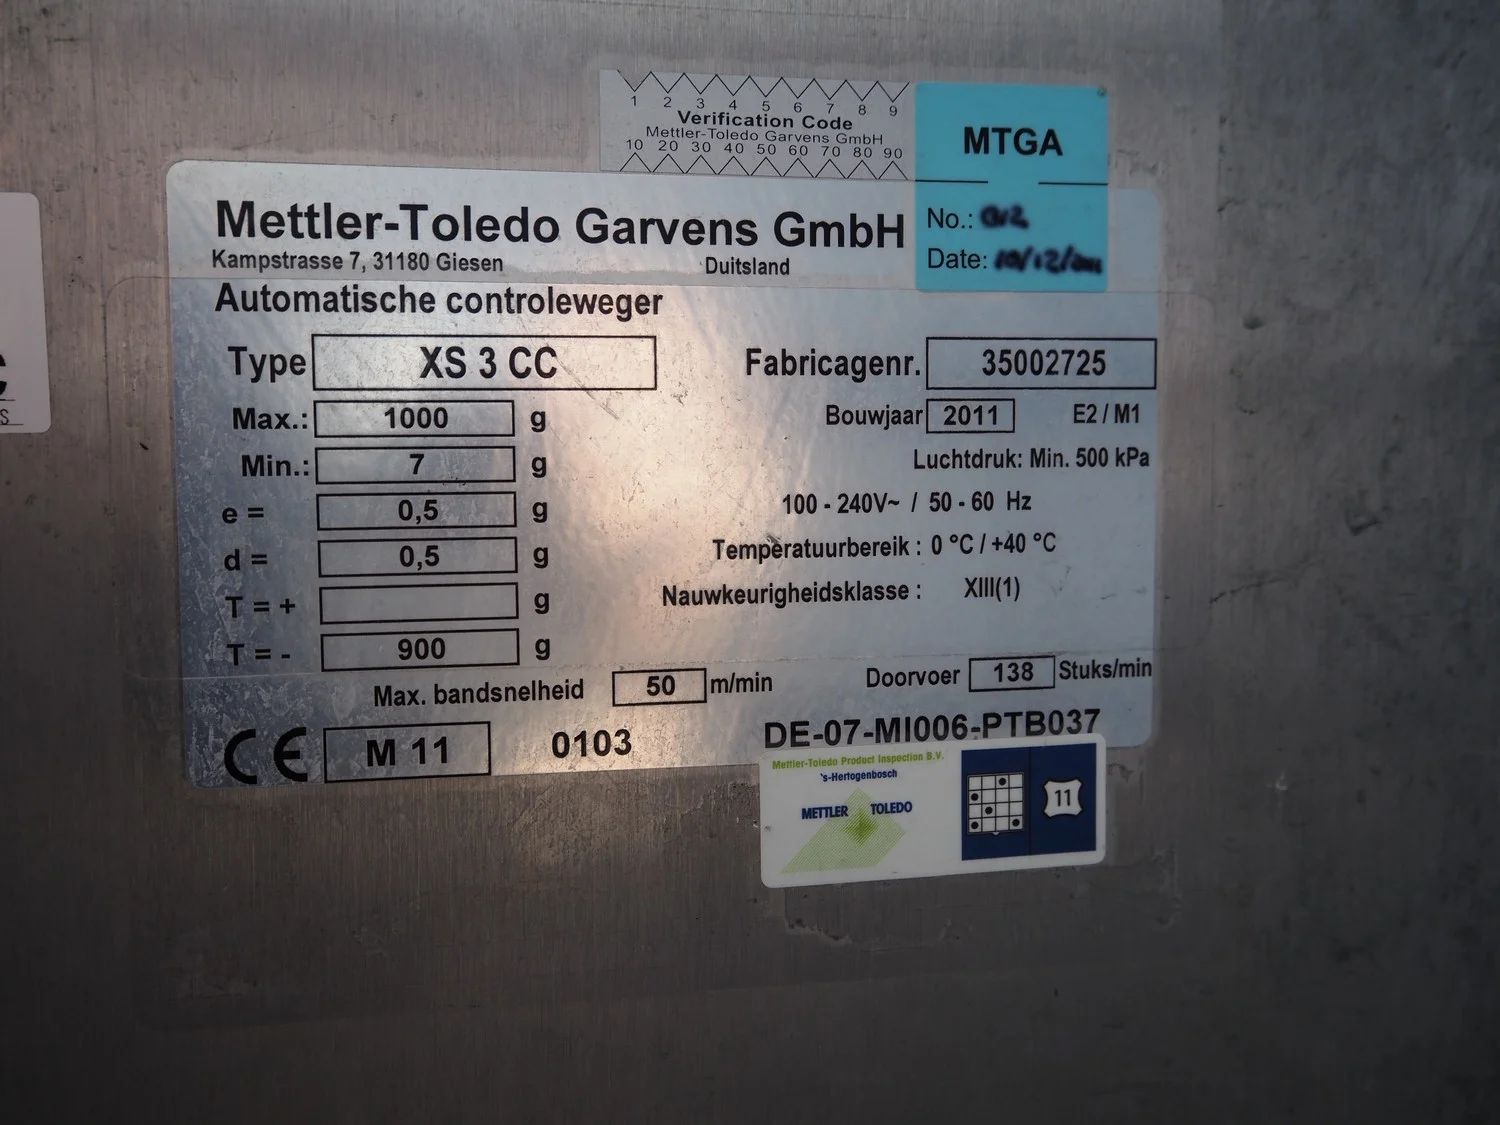 1 2 3 4 5 6 7 8 9
Verification Code
Mettler-Toledo Garvens GmbH
10 20 30 40 50 60 70 80 90
MTGA
No.:
Date: 10/12/
Mettler-Toledo Garvens GmbH
Kampstrasse 7, 31180 Giesen Duitsland
Automatische controleweger
Type XS 3 CC Fabricagenr. 35002725
Max.: 1000 g Bouwjaar 2011 E2 / M1
Min.: 7 g Luchtdruk: Min. 500 kPa
e = 0,5 g 100 - 240V~ / 50 - 60 Hz
d = 0,5 g Temperatuurbereik : 0 °C / +40 °C
T = + g Nauwkeurigheidsklasse : XIII(1)
T = - 900 g
Max. bandsnelheid 50 m/min Doorvoer 138 Stuks/min
CE M 11 0103 DE-07-MI006-PTB037
Mettler-Toledo Product Inspection B.V.
's-Hertogenbosch
METTLER TOLEDO
11